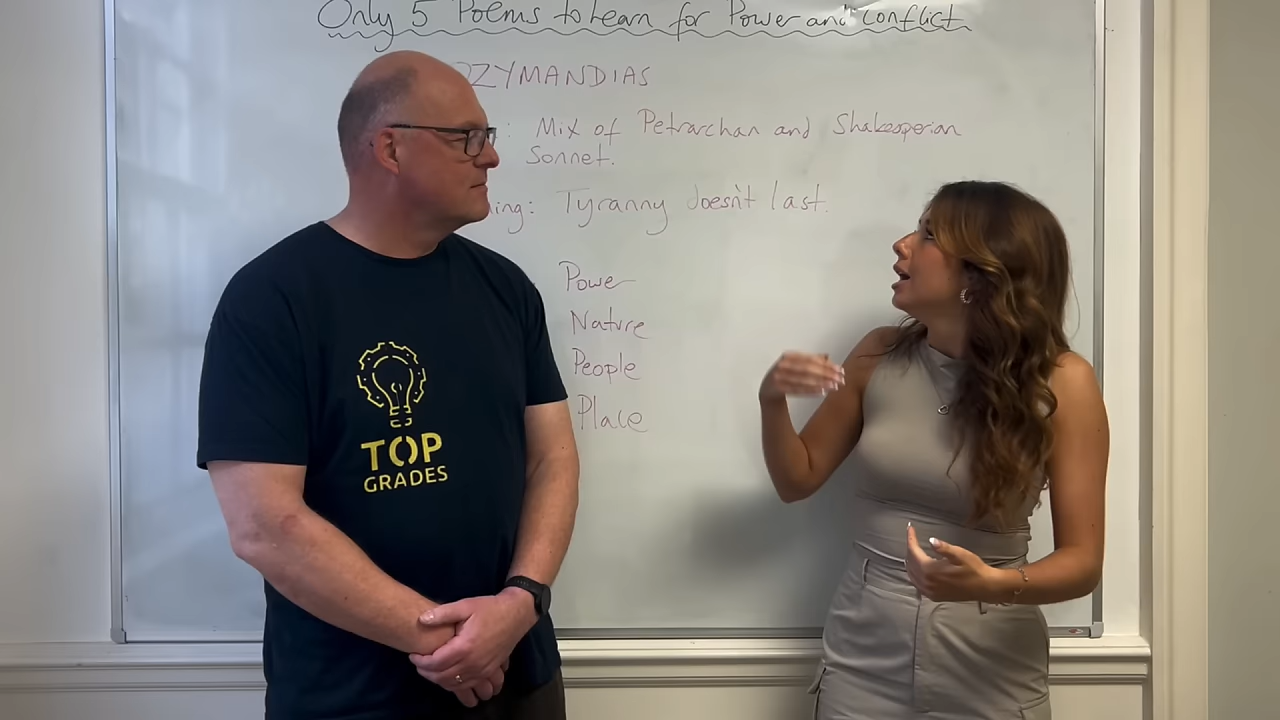 Only 5 Poems to Learn for Power and Conflict
ZYMANDIAS
: Mix of Petrarchan and Shakesperian
Sonnet.
ing: Tyranny doesn't last.
Power
Nature
People
Place
TOP
GRADES